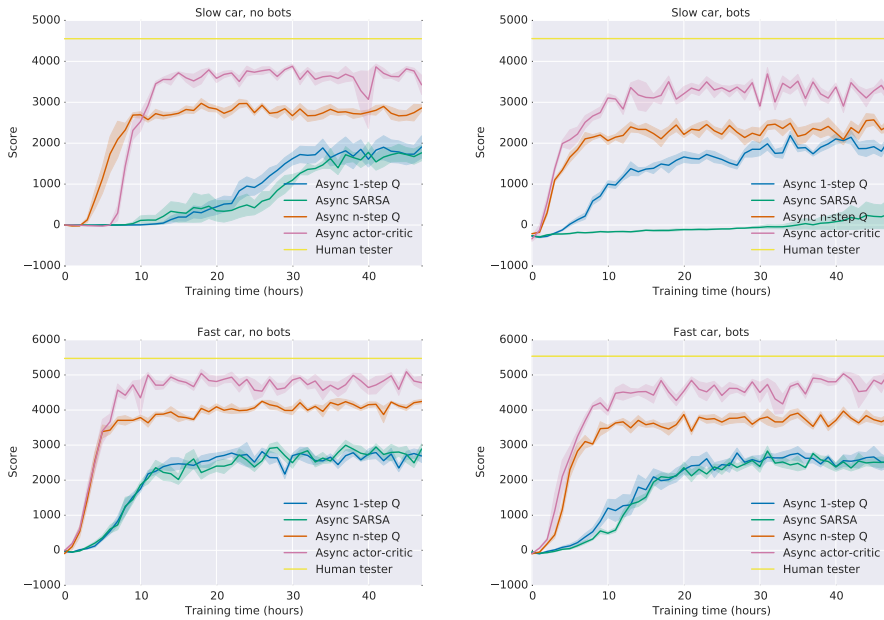 Slow car, no bots
5000
4000
3000
2000
1000
0
−1000
Score
0 10 20 30 40
Training time (hours)
Async 1-step Q
Async SARSA
Async n-step Q
Async actor-critic
Human tester
Slow car, bots
5000
4000
3000
2000
1000
0
−1000
Score
0 10 20 30 40
Training time (hours)
Async 1-step Q
Async SARSA
Async n-step Q
Async actor-critic
Human tester
Fast car, no bots
6000
5000
4000
3000
2000
1000
0
−1000
Score
0 10 20 30 40
Training time (hours)
Async 1-step Q
Async SARSA
Async n-step Q
Async actor-critic
Human tester
Fast car, bots
6000
5000
4000
3000
2000
1000
0
−1000
Score
0 10 20 30 40
Training time (hours)
Async 1-step Q
Async SARSA
Async n-step Q
Async actor-critic
Human tester